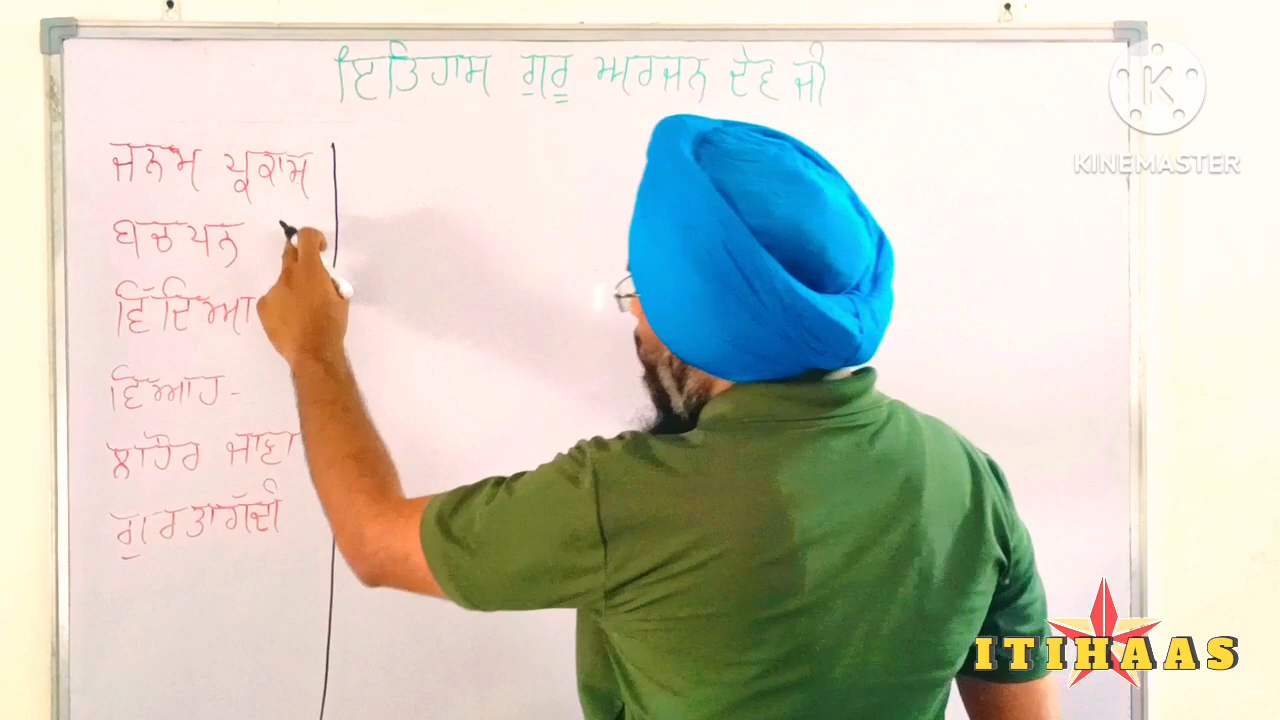 ਇਤਿਹਾਸ ਗੁਰੂ ਅਰਜਨ ਦੇਵ ਜੀ
ਜਨਮ ਪ੍ਰਕਾਸ਼
ਬਚਪਨ
ਵਿੱਦਿਆ
ਵਿਆਹ -
ਲਾਹੌਰ ਜਾਣਾ
ਗੁਰਤਾਗੱਦੀ
KINEMASTER
ITIHAAS